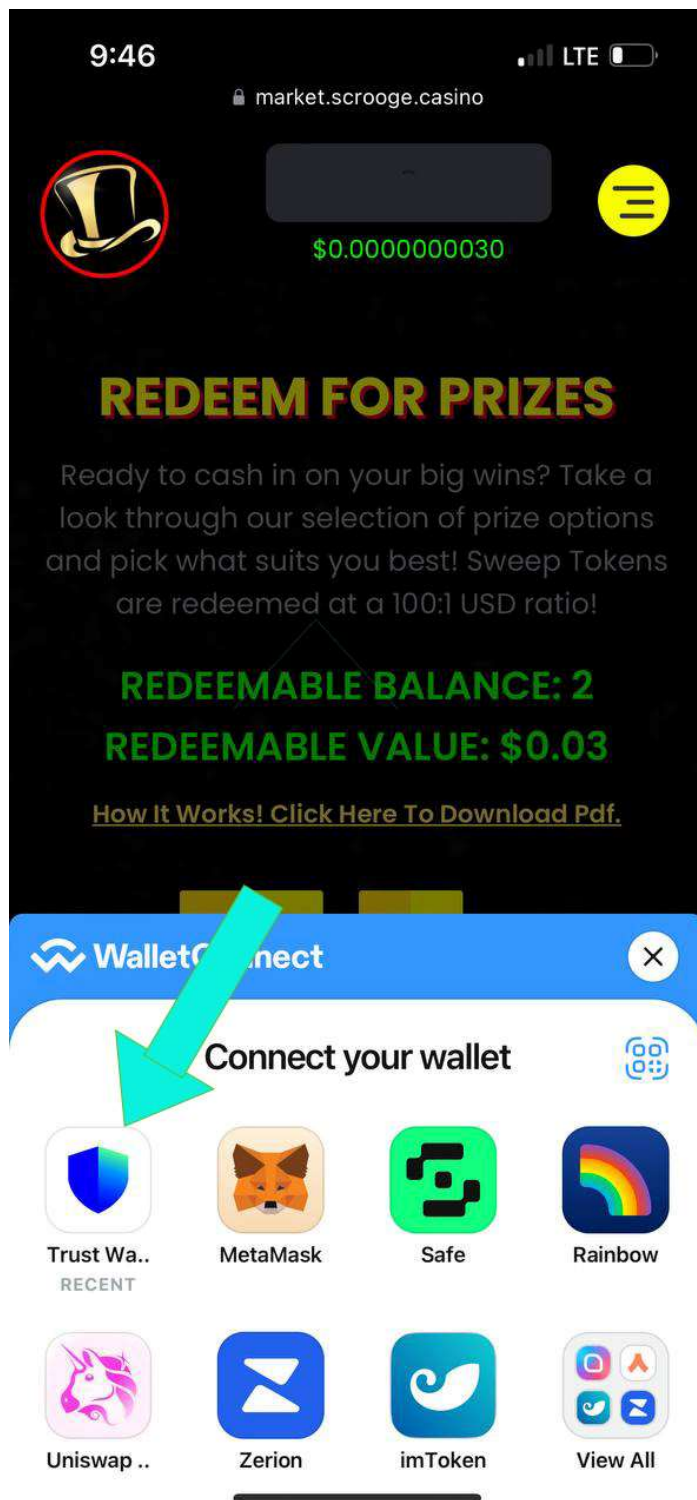 9:46
LTE
market.scrooge.casino
$0.0000000030
REDEEM FOR PRIZES
Ready to cash in on your big wins? Take a
look through our selection of prize options
and pick what suits you best! Sweep Tokens
are redeemed at a 100:1 USD ratio!
REDEEMABLE BALANCE: 2
REDEEMABLE VALUE: $0.03
How It Works! Click Here To Download Pdf.
WalletConnect
Connect your wallet
Trust Wa.. MetaMask Safe Rainbow
RECENT
Uniswap .. Zerion imToken View All